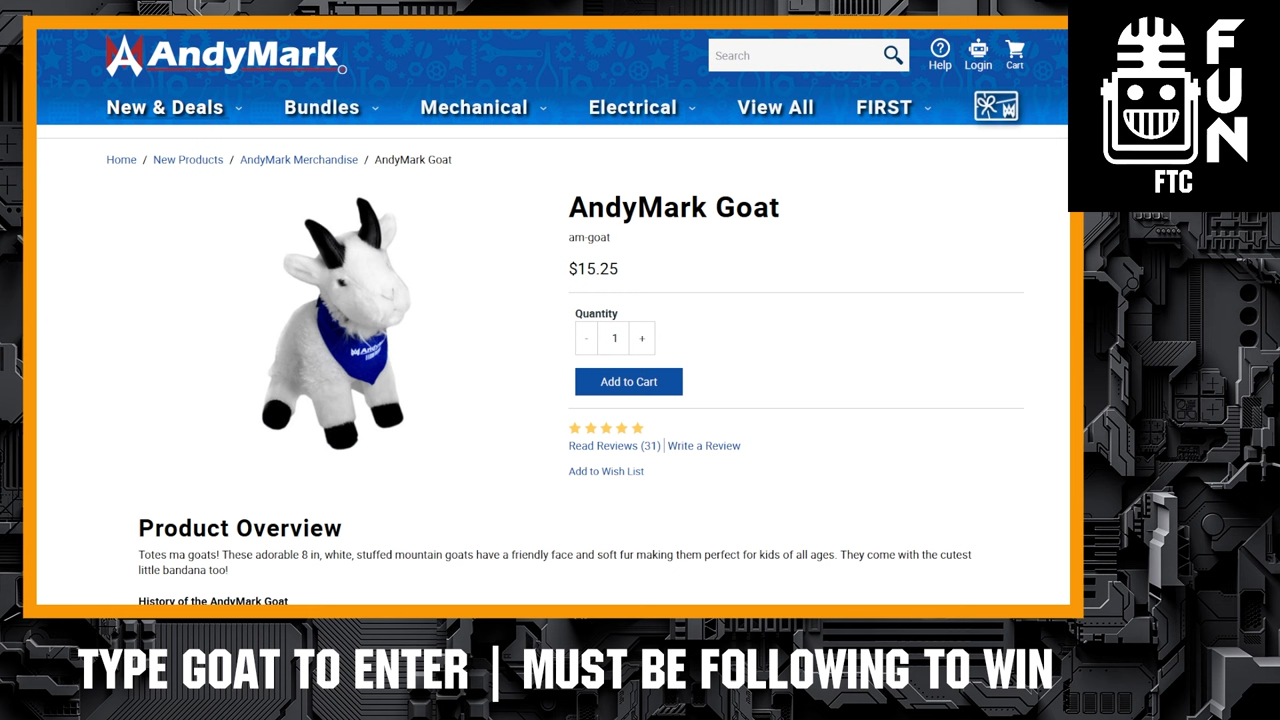 AndyMark
Search
Help
Login
Cart
New & Deals
Bundles
Mechanical
Electrical
View All
FIRST
FUN
FTC
Home / New Products / AndyMark Merchandise / AndyMark Goat
AndyMark Goat
am-goat
$15.25
Quantity
- 1 +
Add to Cart
Read Reviews (31) | Write a Review
Add to Wish List
Product Overview
Totes ma goats! These adorable 8 in, white, stuffed mountain goats have a friendly face and soft fur making them perfect for kids of all ages. They come with the cutest
little bandana too!
History of the AndyMark Goat
TYPE GOAT TO ENTER | MUST BE FOLLOWING TO WIN